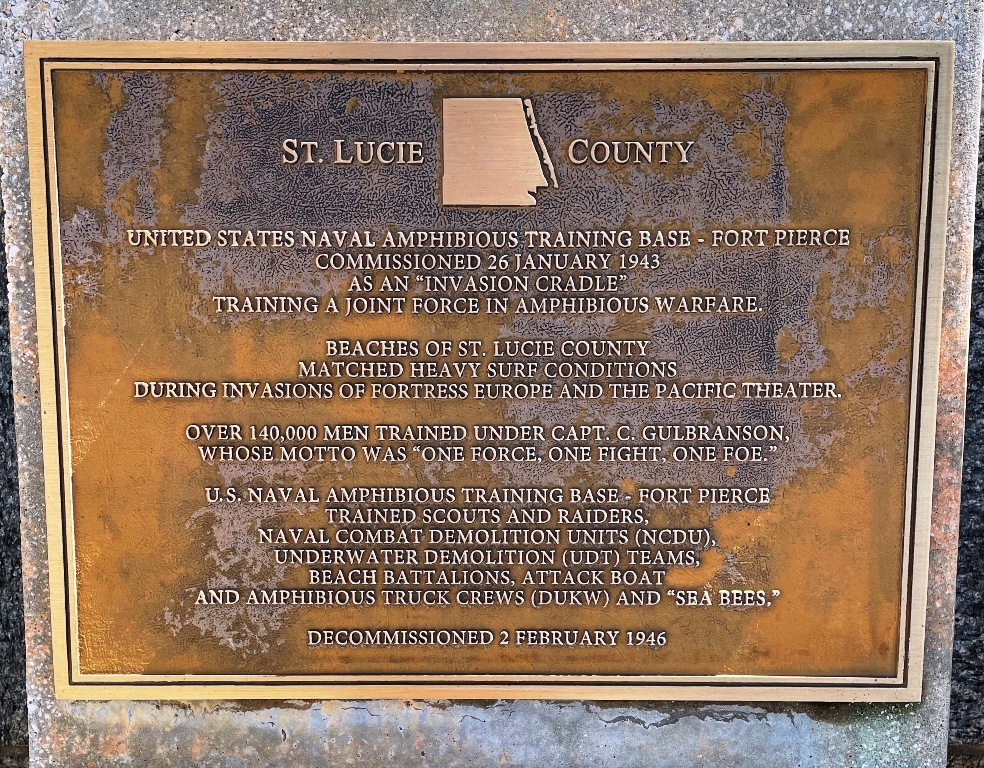 ST. LUCIE COUNTY
UNITED STATES NAVAL AMPHIBIOUS TRAINING BASE - FORT PIERCE
COMMISSIONED 26 JANUARY 1943
AS AN “INVASION CRADLE”
TRAINING A JOINT FORCE IN AMPHIBIOUS WARFARE.
BEACHES OF ST. LUCIE COUNTY
MATCHED HEAVY SURF CONDITIONS
DURING INVASIONS OF FORTRESS EUROPE AND THE PACIFIC THEATER.
OVER 140,000 MEN TRAINED UNDER CAPT. C. GULBRANSON,
WHOSE MOTTO WAS “ONE FORCE, ONE FIGHT, ONE FOE.”
U.S. NAVAL AMPHIBIOUS TRAINING BASE - FORT PIERCE
TRAINED SCOUTS AND RAIDERS,
NAVAL COMBAT DEMOLITION UNITS (NCDU),
UNDERWATER DEMOLITION (UDT) TEAMS,
BEACH BATTALIONS, ATTACK BOAT
AND AMPHIBIOUS TRUCK CREWS (DUKW) AND “SEA BEES.”
DECOMMISSIONED 2 FEBRUARY 1946